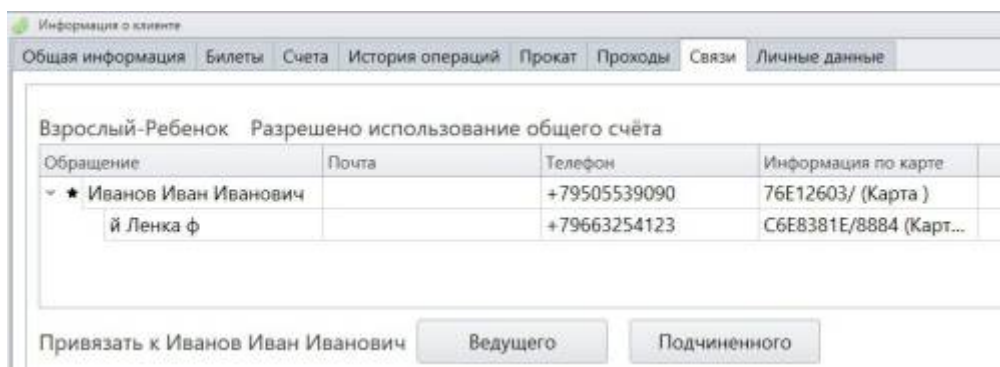 Информация о клиенте
Общая информация Билеты Счета История операций Прокат Проходы Связи Личные данные
Взрослый-Ребенок Разрешено использование общего счёта
Обращение Почта Телефон Информация по карте
Иванов Иван Иванович +79505539090 76E12603/ (Карта )
й Ленка ф +79663254123 C6E8381E/8884 (Карт...
Привязать к Иванов Иван Иванович Ведущего Подчиненного